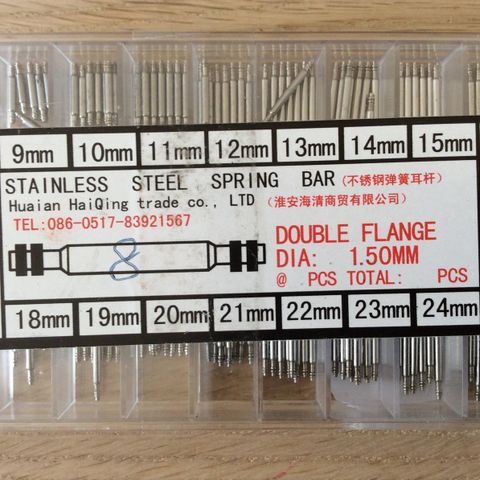 9mm 10mm 11mm 12mm 13mm 14mm 15mm
STAINLESS STEEL SPRING BAR (不锈钢弹簧耳杆)
Huaian HaiQing trade co., LTD (淮安海清商贸有限公司)
TEL:086-0517-83921567
8
DOUBLE FLANGE
DIA: 1.50MM
@ PCS TOTAL: PCS
18mm 19mm 20mm 21mm 22mm 23mm 24mm